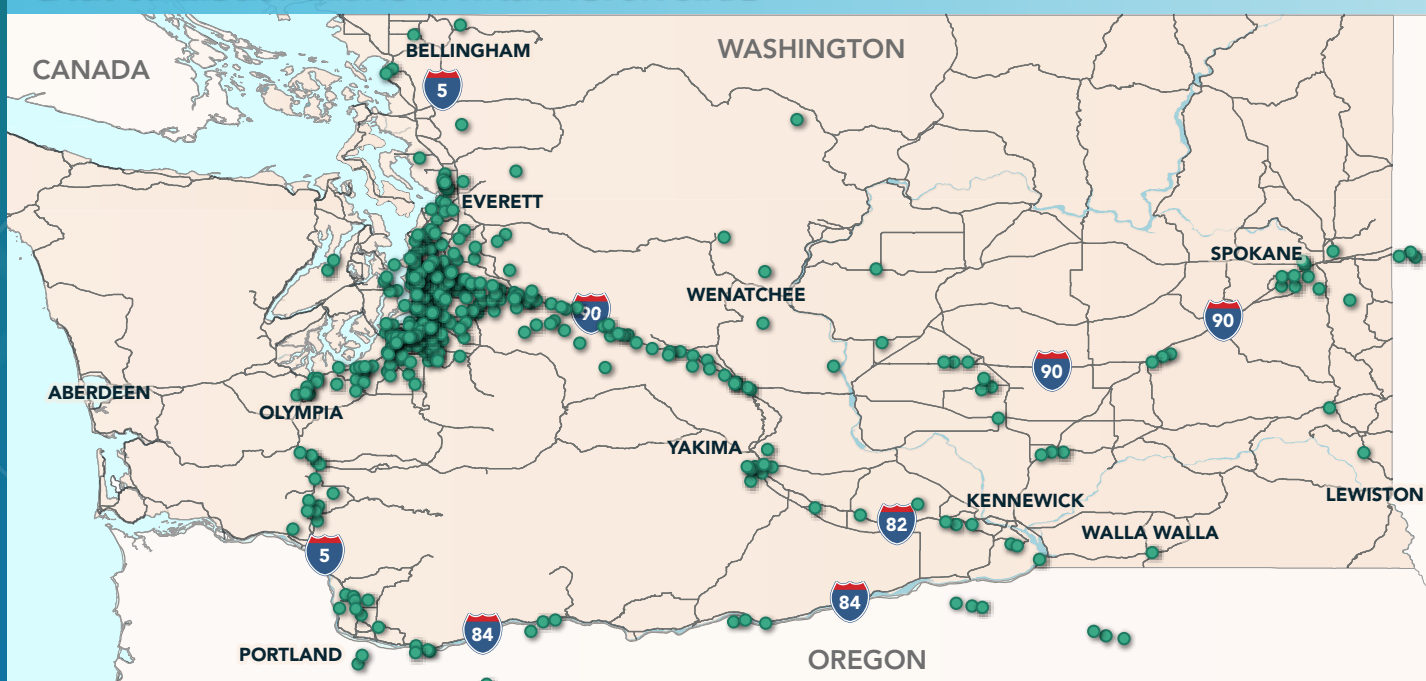 BELLINGHAM
WASHINGTON
CANADA
5
EVERETT
SPOKANE
WENATCHEE
90
90
90
ABERDEEN
OLYMPIA
YAKIMA
LEWISTON
KENNEWICK
82
WALLA WALLA
5
84
84
PORTLAND
OREGON